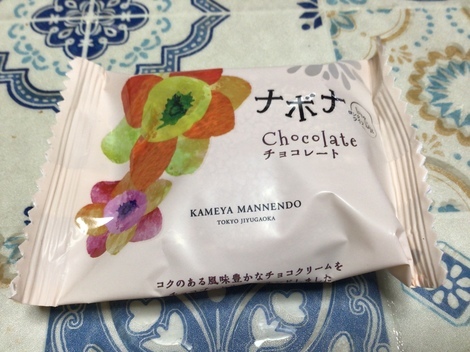 ナボナ
Chocolate
チョコレート
KAMEYA MANNENDO
TOKYO JIYUGAOKA
コクのある風味豊かなチョコクリームを